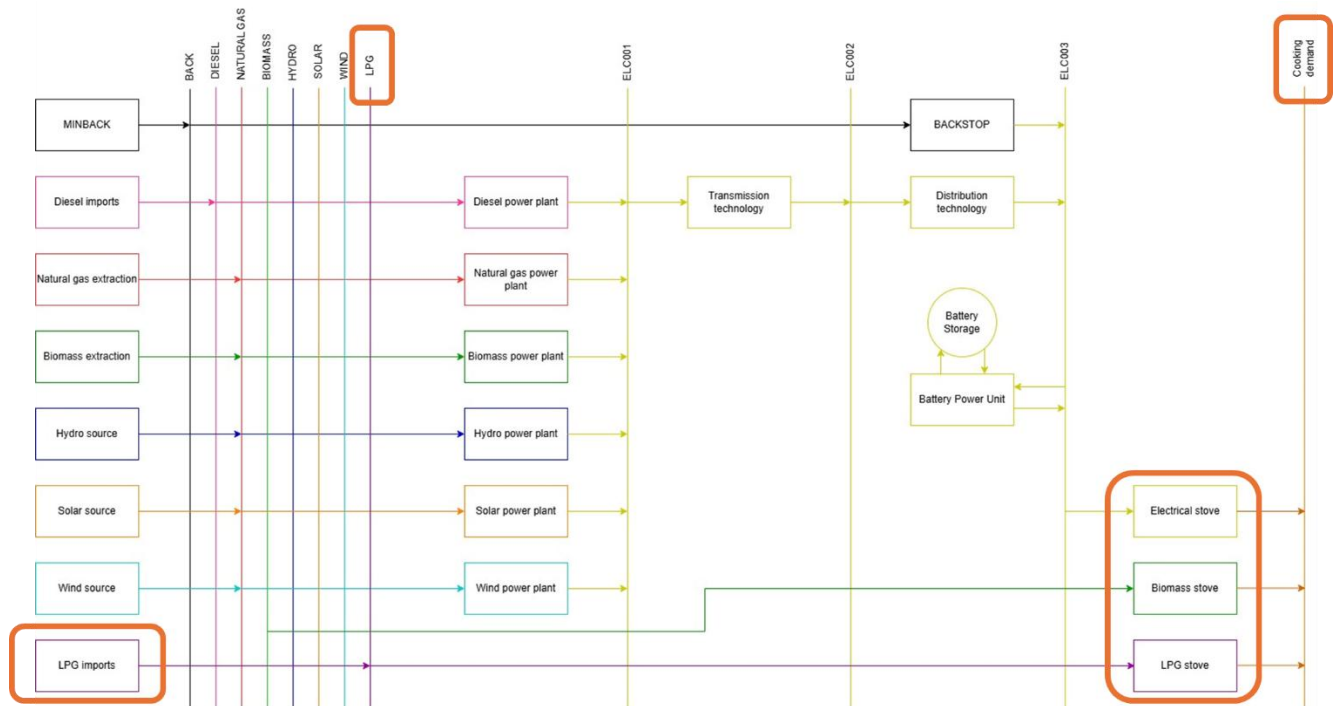 BACK
DIESEL
NATURAL GAS
BIOMASS
HYDRO
SOLAR
WIND
LPG
ELC001
ELC002
ELC003
Cooking
demand
MINBACK
BACKSTOP
Diesel imports
Diesel power plant
Transmission
technology
Distribution
technology
Natural gas extraction
Natural gas power
plant
Battery
Storage
Biomass extraction
Biomass power plant
Battery Power Unit
Hydro source
Hydro power plant
Solar source
Solar power plant
Electrical stove
Wind source
Wind power plant
Biomass stove
LPG imports
LPG stove